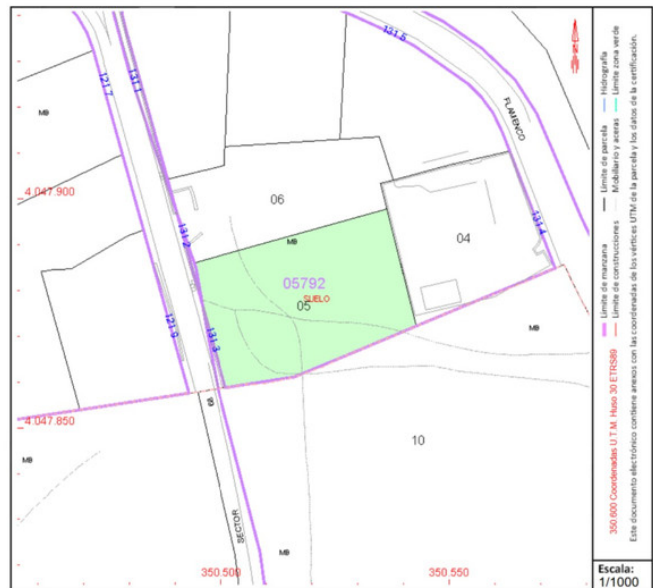 131.5
121.7
131.1
FLAMENCO
MB
4.047.900
06
131.2
MB
04
131.4
05792
SUELO
05
121.9
131.3
MB
4.047.850
10
MB
SECTOR
MB
350.500
350.550
Límite de manzana
Límite de parcela
Hidrografía
Límite de construcciones
Mobiliario y aceras
Límite zona verde
350.600 Coordenadas U.T.M. Huso 30 ETRS89
Este documento electrónico contiene anexos con las coordenadas de los vértices UTM de la parcela y los datos de la certificación.
Escala:
1/1000